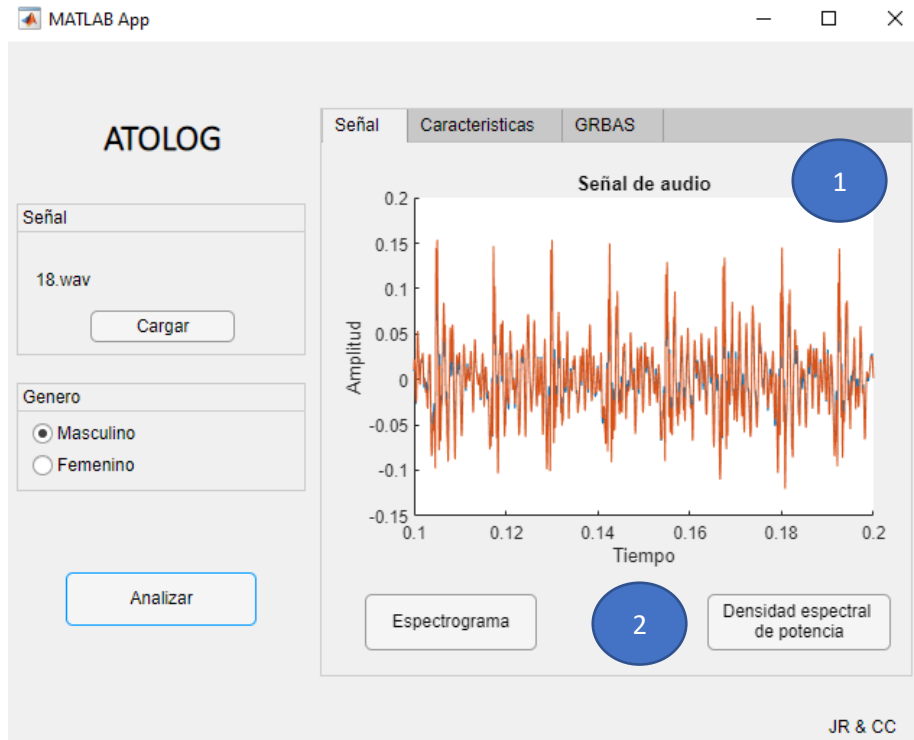 MATLAB App
ATOLOG
Señal
18.wav
Cargar
Genero
Masculino
Femenino
Analizar
Señal Caracteristicas GRBAS
1
Señal de audio
0.2
0.15
0.1
0.05
0
-0.05
-0.1
-0.15
Amplitud
0.1 0.12 0.14 0.16 0.18 0.2
Tiempo
Espectrograma
2
Densidad espectral
de potencia
JR & CC